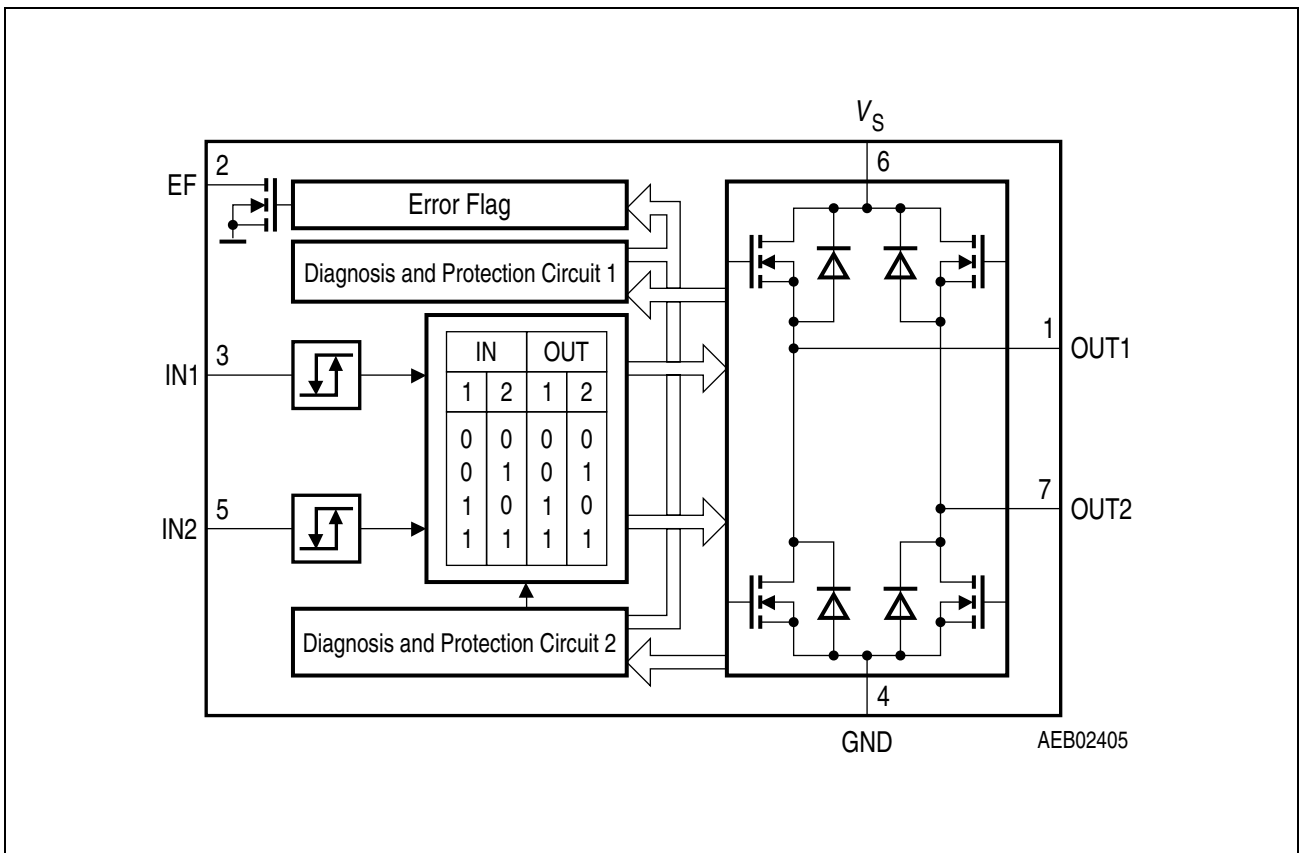 V_S
6
2
EF
Error Flag
Diagnosis and Protection Circuit 1
1
OUT1
3
IN1
IN OUT
1 2 1 2
0 0 0 0
0 1 0 1
1 0 1 0
1 1 1 1
5
IN2
7
OUT2
Diagnosis and Protection Circuit 2
4
GND
AEB02405